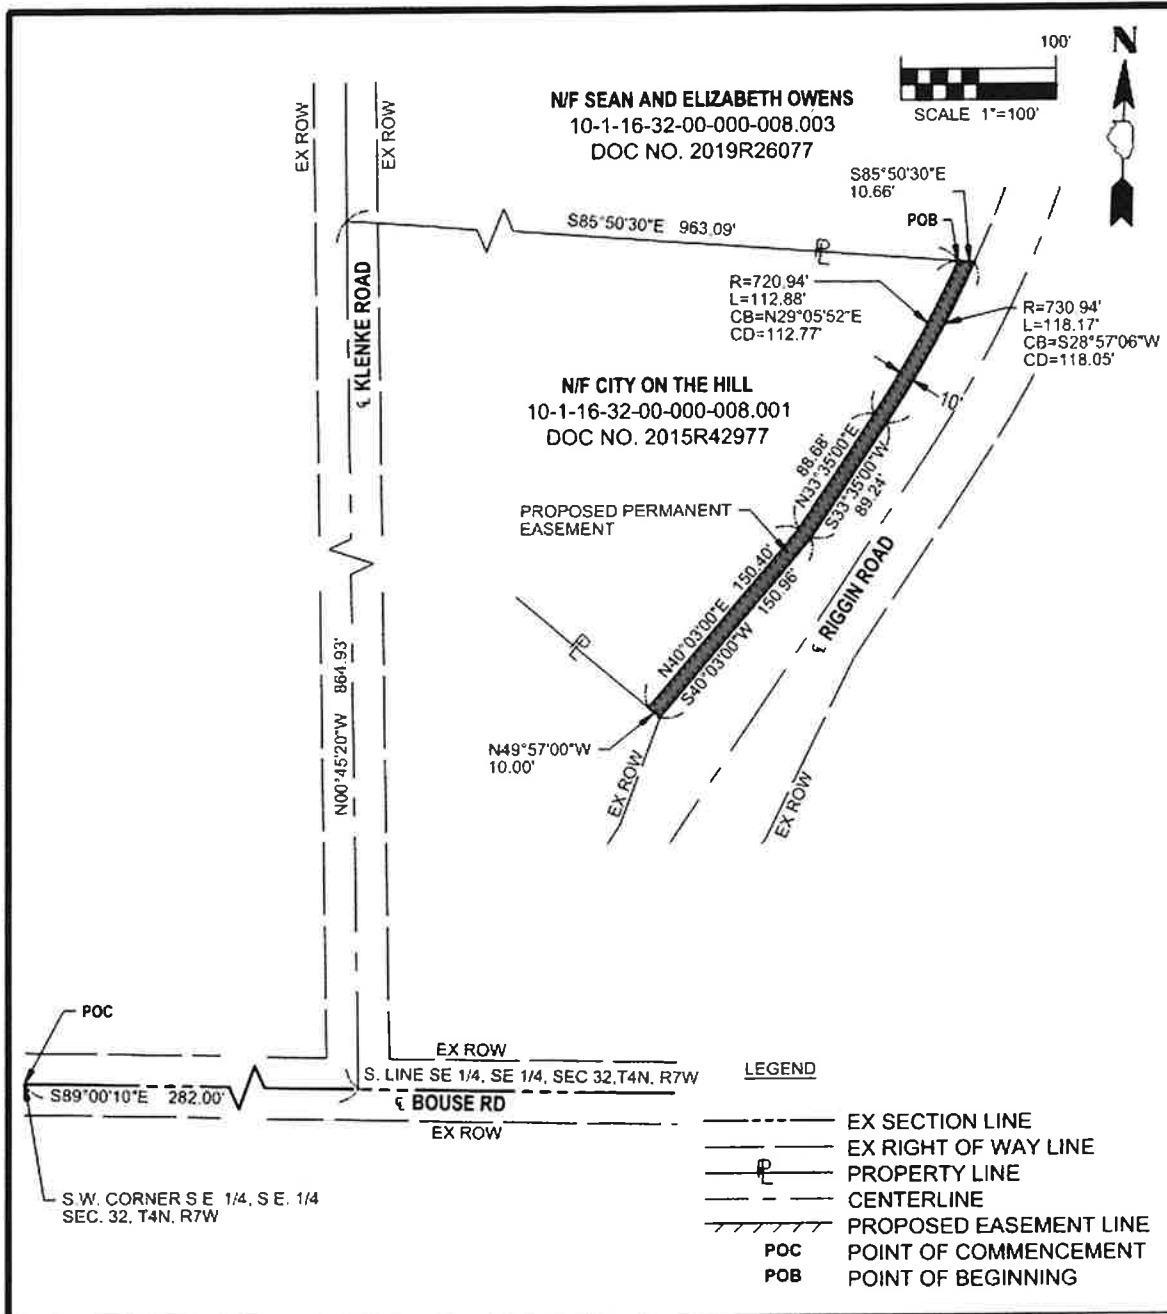 100'
N
SCALE 1"=100'
N/F SEAN AND ELIZABETH OWENS
10-1-16-32-00-000-008.003
DOC NO. 2019R26077
EX ROW
EX ROW
S85°50'30"E
10.66'
POB
S85°50'30"E 963.09'
PL
R=720.94'
L=112.88'
CB=N29°05'52"E
CD=112.77'
R=730.94'
L=118.17'
CB=S28°57'06"W
CD=118.05'
℄ KLENKE ROAD
N/F CITY ON THE HILL
10-1-16-32-00-000-008.001
DOC NO. 2015R42977
10'
88.68'
N33°35'00"E
S33°35'00"W
89.24'
PROPOSED PERMANENT
EASEMENT
N40°03'00"E 150.40'
S40°03'00"W 150.96'
℄ RIGGIN ROAD
PL
N00°45'20"W 864.93'
N49°57'00"W
10.00'
EX ROW
EX ROW
POC
EX ROW
S. LINE SE 1/4, SE 1/4, SEC 32,T4N, R7W
S89°00'10"E 282.00'
℄ BOUSE RD
EX ROW
S.W. CORNER S E 1/4, S E. 1/4
SEC. 32, T4N, R7W
LEGEND
EX SECTION LINE
EX RIGHT OF WAY LINE
PL PROPERTY LINE
CENTERLINE
PROPOSED EASEMENT LINE
POC POINT OF COMMENCEMENT
POB POINT OF BEGINNING